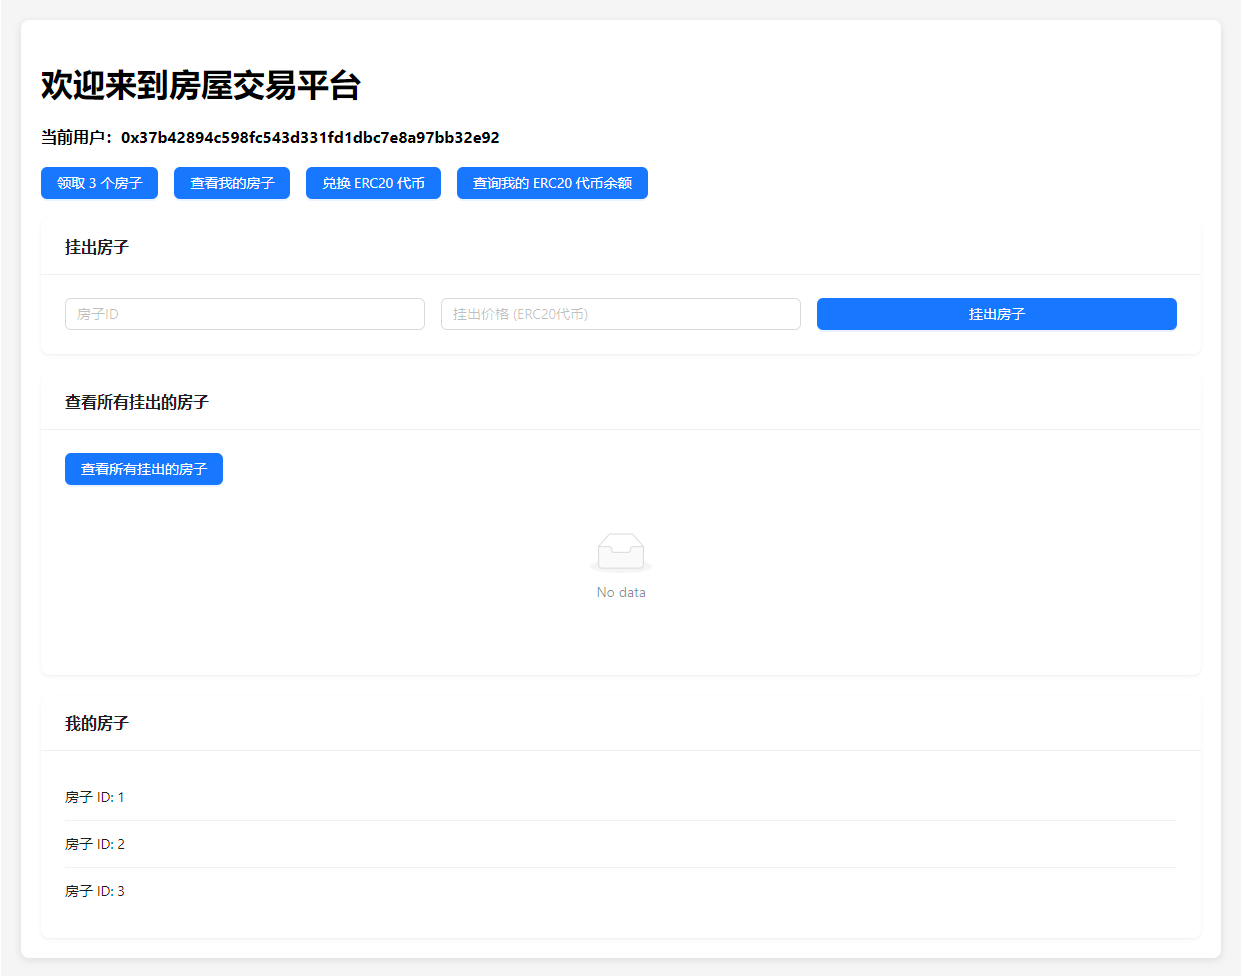 欢迎来到房屋交易平台
当前用户：0x37b42894c598fc543d331fd1dbc7e8a97bb32e92
领取 3 个房子 查看我的房子 兑换 ERC20 代币 查询我的 ERC20 代币余额
挂出房子
房子ID 挂出价格 (ERC20代币) 挂出房子
查看所有挂出的房子
查看所有挂出的房子
No data
我的房子
房子 ID: 1
房子 ID: 2
房子 ID: 3